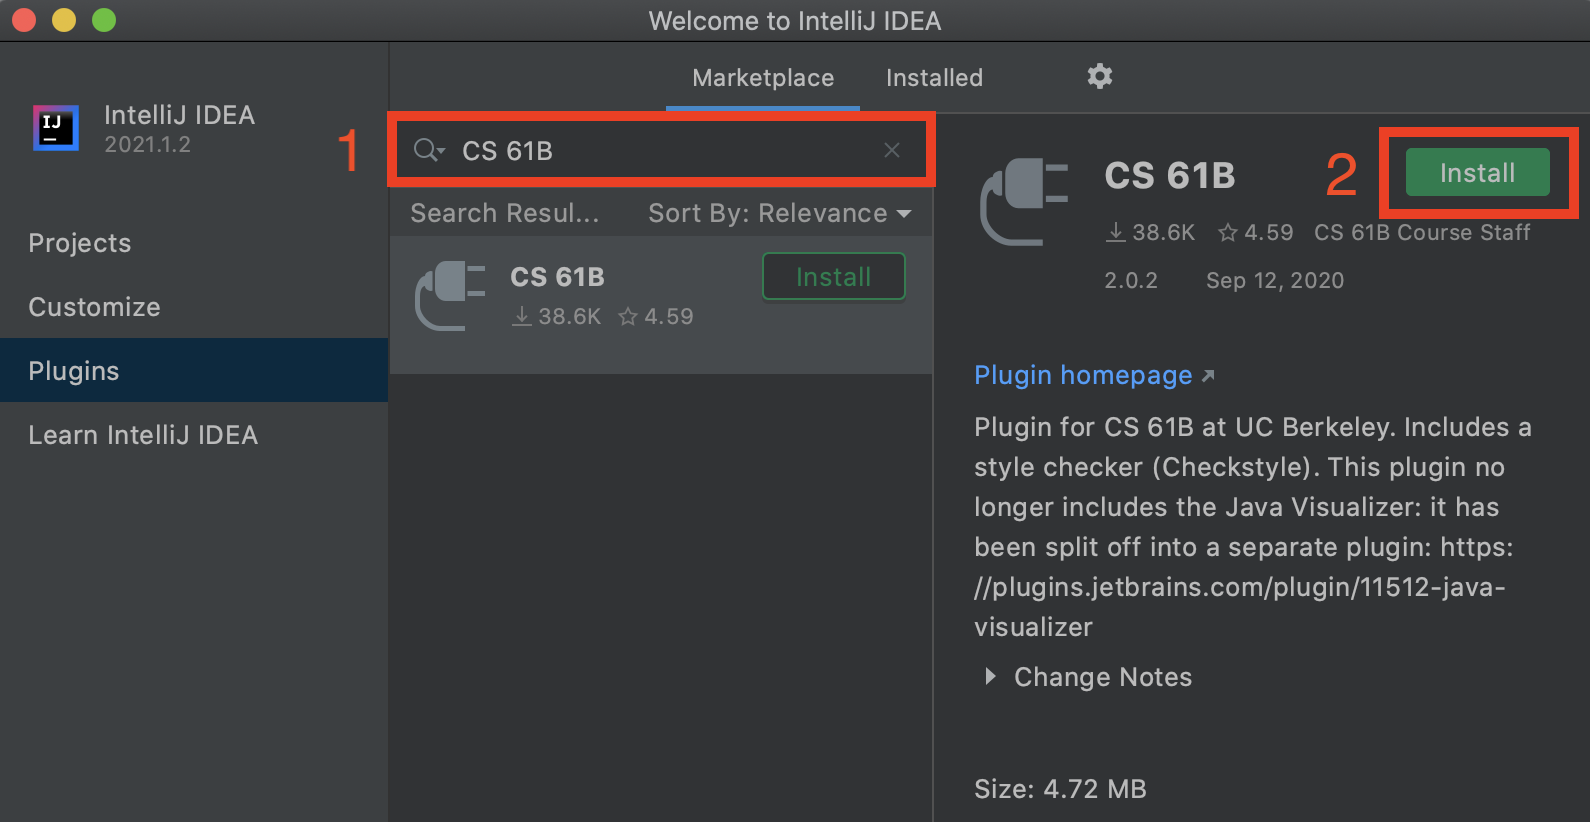 Welcome to IntelliJ IDEA
IJ
IntelliJ IDEA
2021.1.2
Projects
Customize
Plugins
Learn IntelliJ IDEA
Marketplace Installed
1
CS 61B
Search Resul... Sort By: Relevance
CS 61B
Install
38.6K 4.59
CS 61B
2
Install
38.6K 4.59 CS 61B Course Staff
2.0.2 Sep 12, 2020
Plugin homepage
Plugin for CS 61B at UC Berkeley. Includes a
style checker (Checkstyle). This plugin no
longer includes the Java Visualizer: it has
been split off into a separate plugin: https:
//plugins.jetbrains.com/plugin/11512-java-
visualizer
Change Notes
Size: 4.72 MB